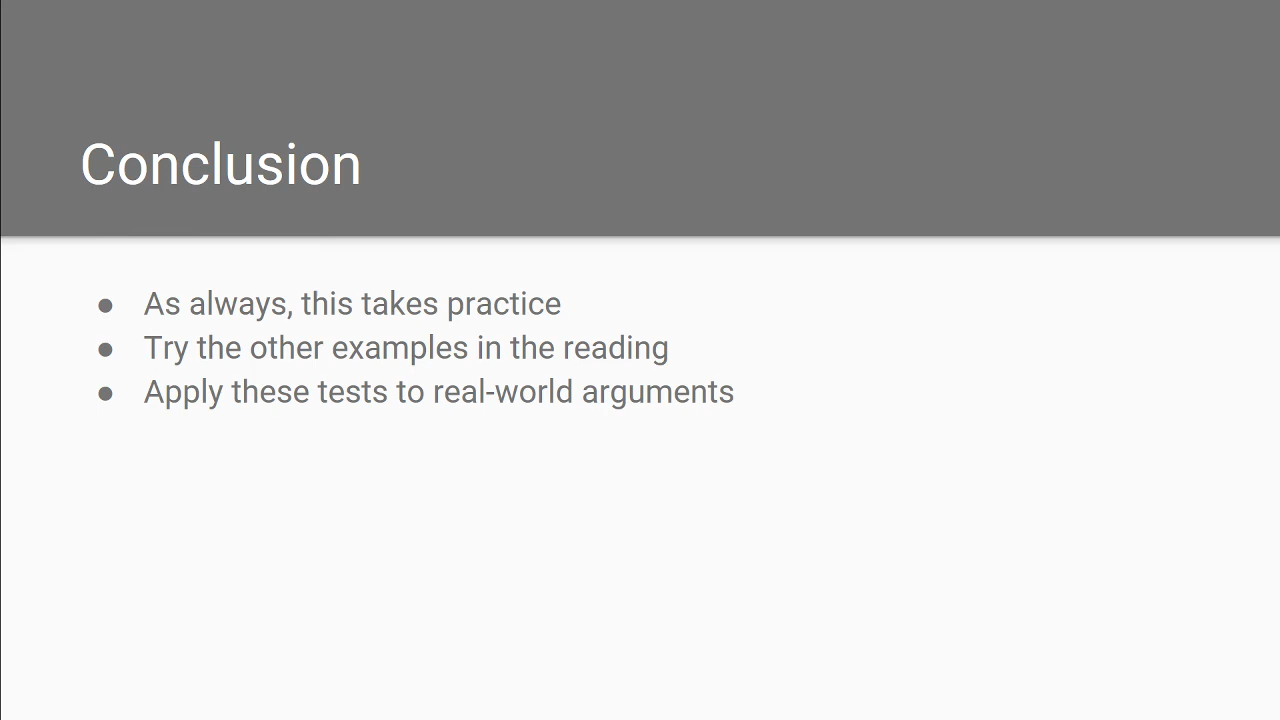 Conclusion
● As always, this takes practice
● Try the other examples in the reading
● Apply these tests to real-world arguments